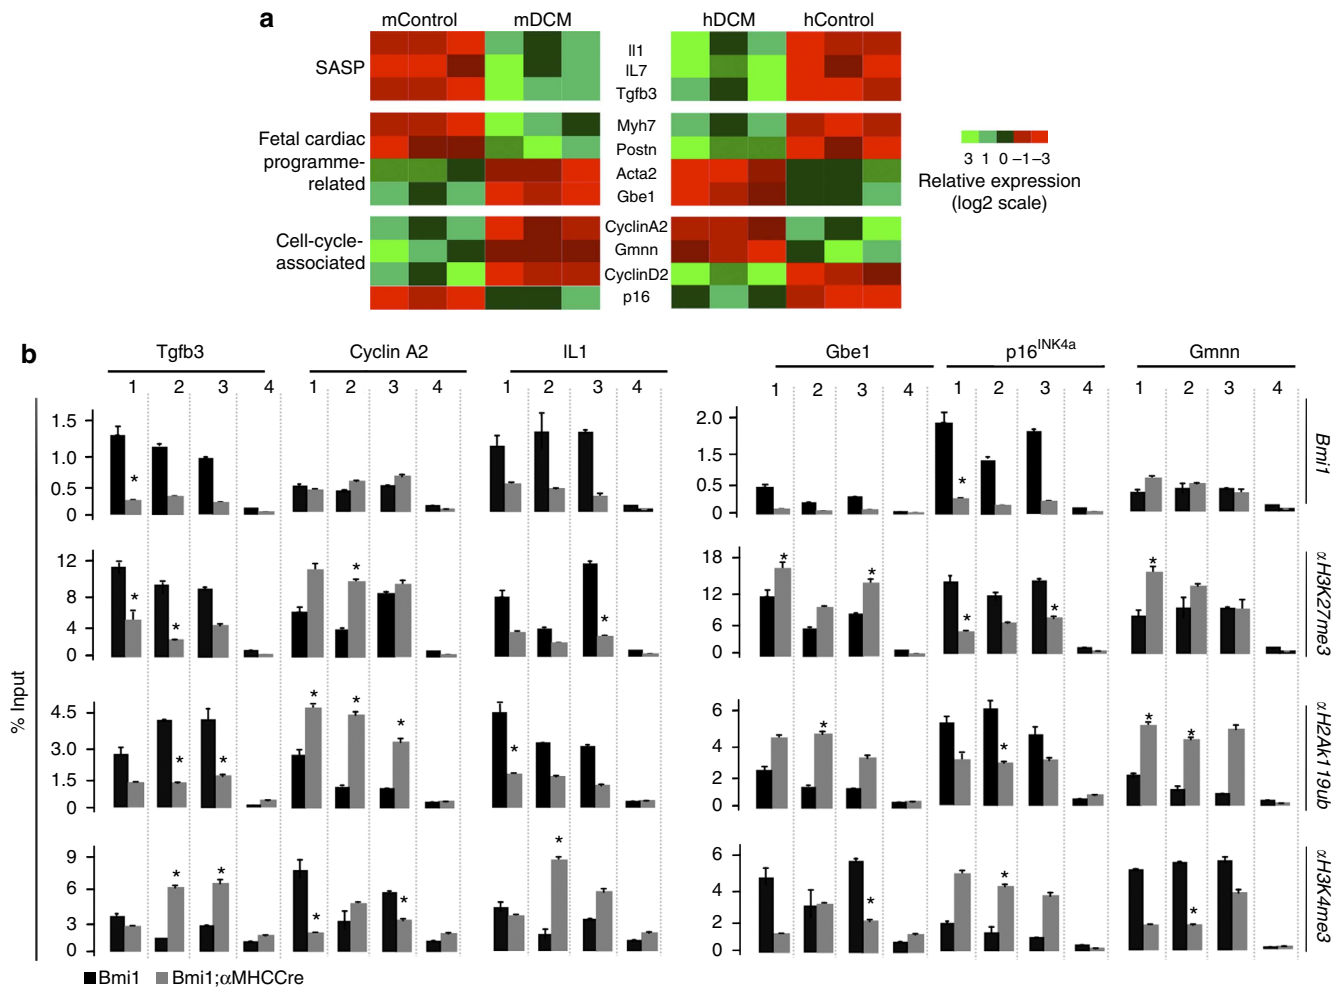 a
mControl mDCM hDCM hControl
SASP
Il1
IL7
Tgfb3
Fetal cardiac
programme-
related
Myh7
Postn
Acta2
Gbe1
Cell-cycle-
associated
CyclinA2
Gmnn
CyclinD2
p16
3 1 0 –1 –3
Relative expression
(log2 scale)
b
Tgfb3 Cyclin A2 IL1 Gbe1 p16INK4a Gmnn
1 2 3 4 1 2 3 4 1 2 3 4 1 2 3 4 1 2 3 4 1 2 3 4
% Input
1.5
1.0
0.5
0
*
2.0
1.5
0.5
0
*
Bmi1
12
8
4
0
* * * *
18
12
6
0
* * * * *
αH3K27me3
4.5
3.0
1.5
0
* * * * * *
6
4
2
0
* * * *
αH2Ak119ub
9
6
3
0
* * * * *
6
4
2
0
* * *
αH3K4me3
Bmi1 Bmi1;αMHCCre